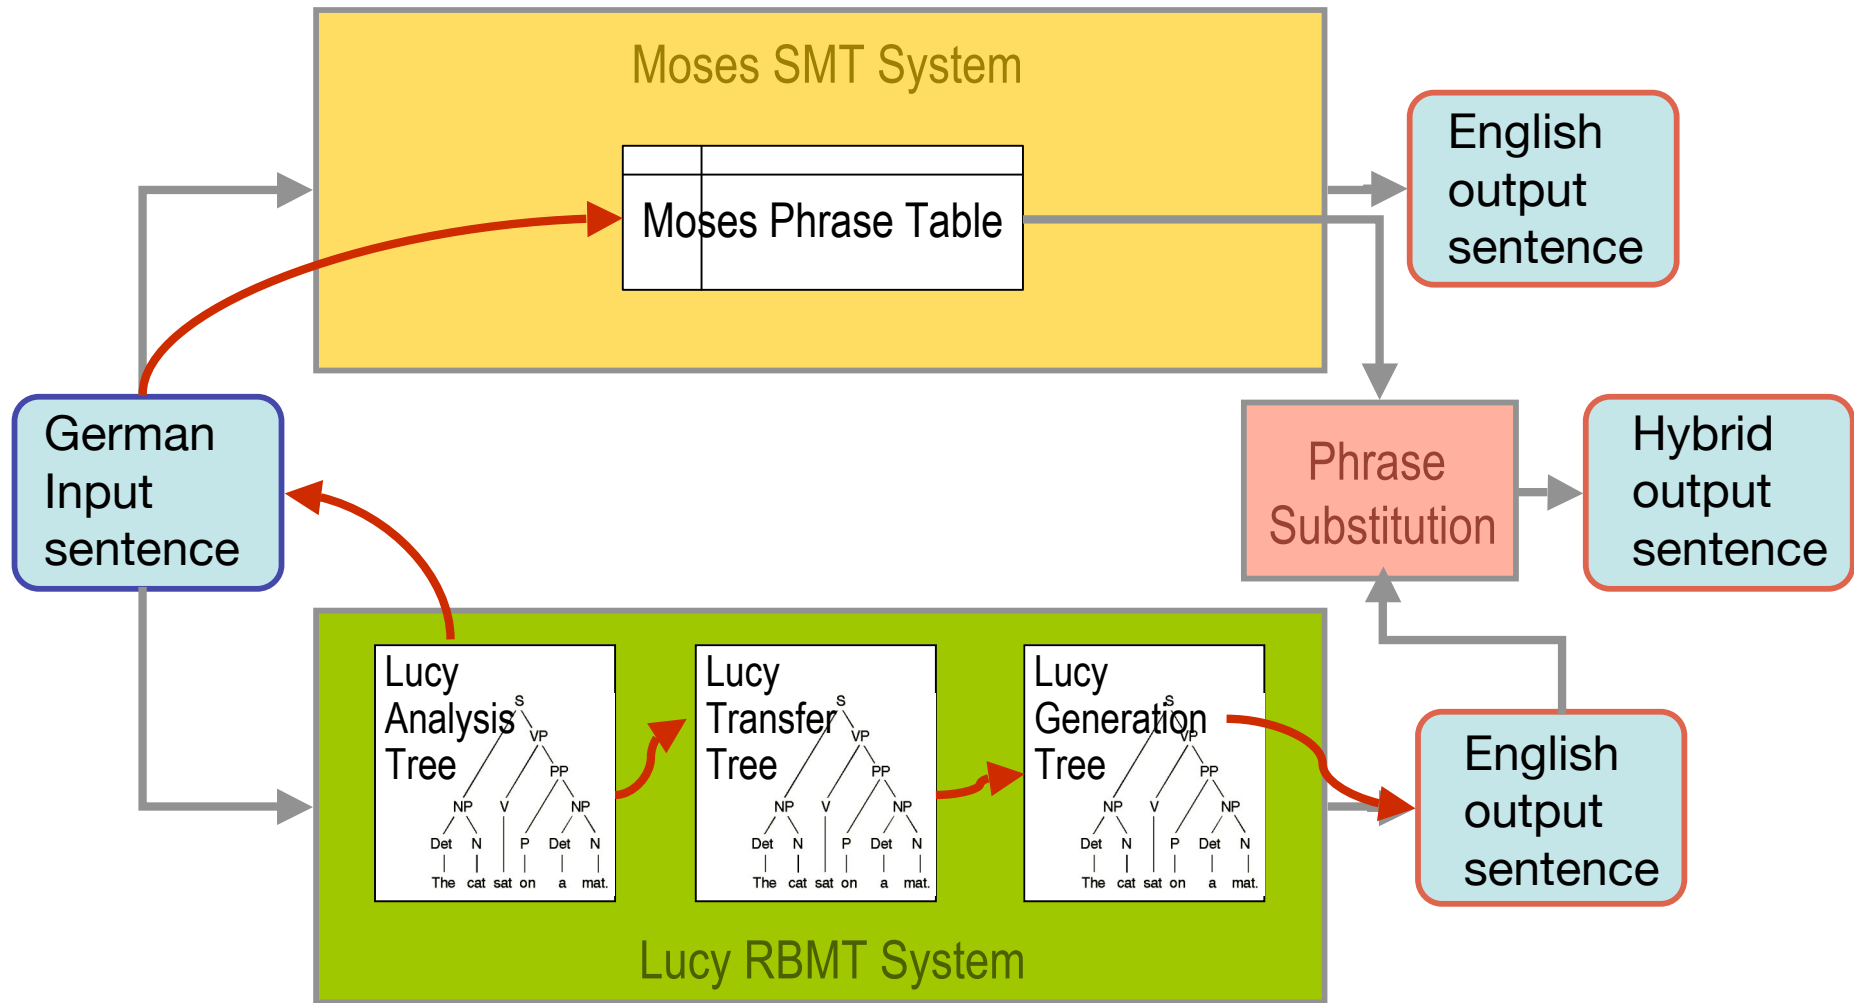 Moses SMT System
Moses Phrase Table
English
output
sentence
German
Input
sentence
Phrase
Substitution
Hybrid
output
sentence
Lucy
Analysis
Tree
S
VP
PP
NP V NP
Det N P Det N
The cat sat on a mat.
Lucy
Transfer
Tree
S
VP
PP
NP V NP
Det N P Det N
The cat sat on a mat.
Lucy
Generation
Tree
S
VP
PP
NP V NP
Det N P Det N
The cat sat on a mat.
English
output
sentence
Lucy RBMT System